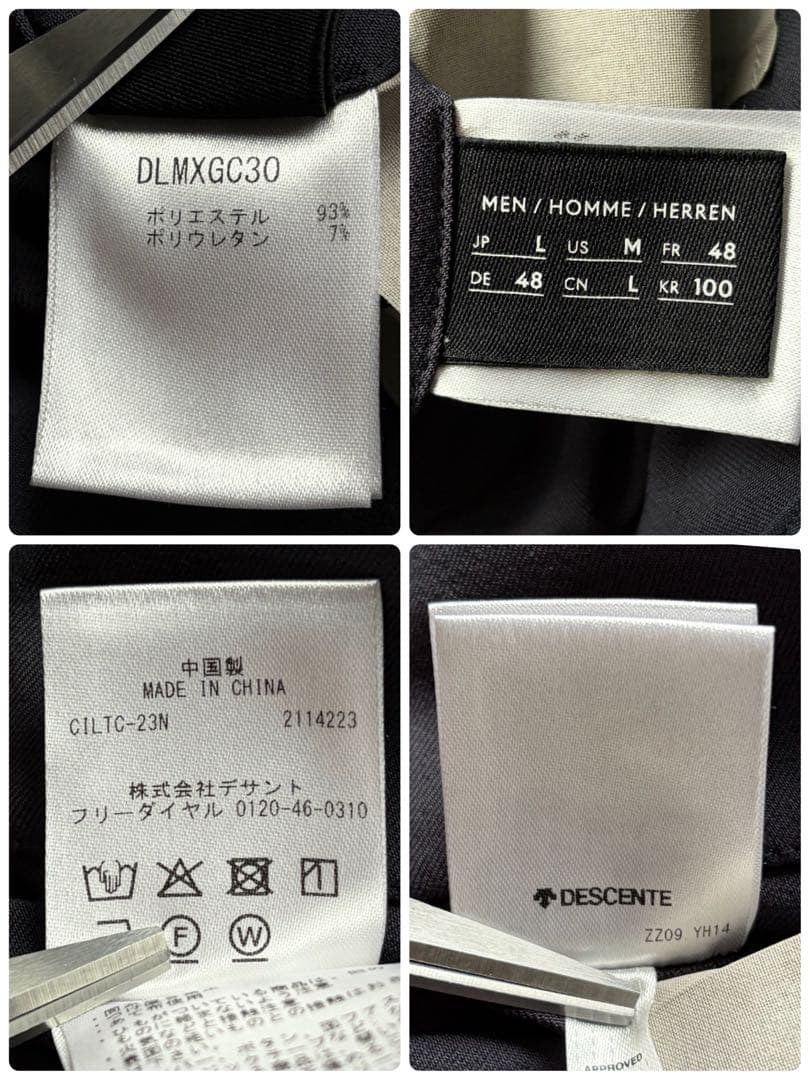 DLMXGC30
ポリエステル 93%
ポリウレタン 7%
MEN / HOMME / HERREN
JP L US M FR 48
DE 48 CN L KR 100
中国製
MADE IN CHINA
CILTC-23N 2114223
株式会社デサント
フリーダイヤル 0120-46-0310
F W
DESCENTE
ZZ09 YH14
APPROVED